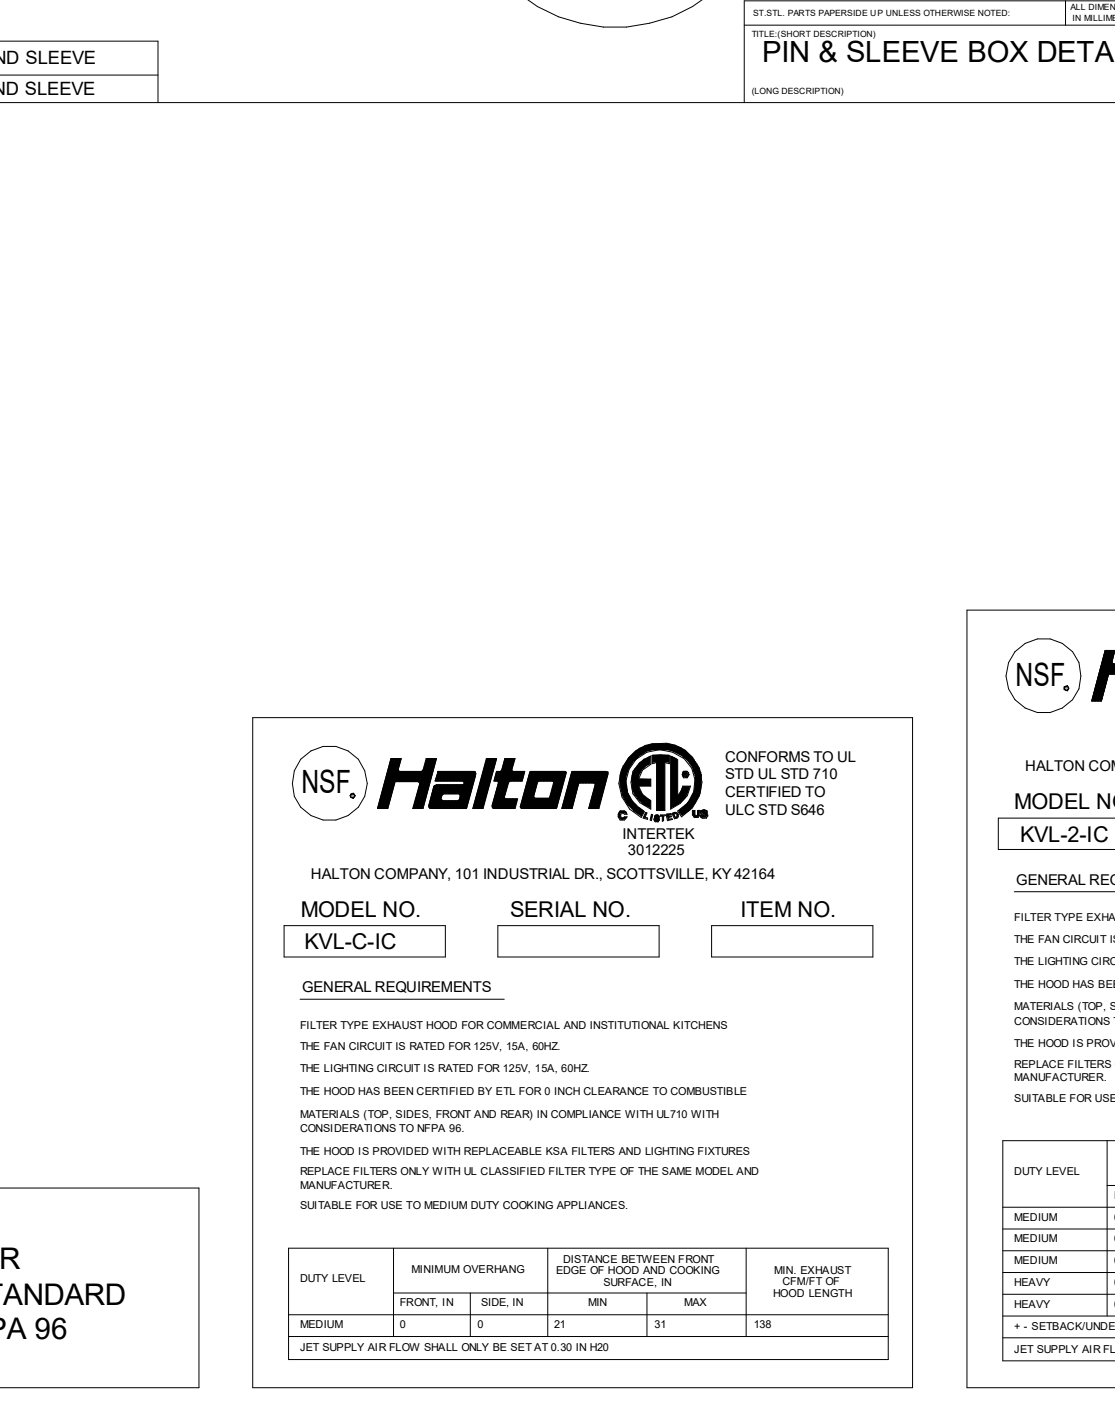 ST.STL. PARTS PAPERSIDE UP UNLESS OTHERWISE NOTED:
ALL DIMEN
IN MILLIME
TITLE:(SHORT DESCRIPTION)
PIN & SLEEVE BOX DETA
(LONG DESCRIPTION)
ND SLEEVE
ND SLEEVE
R
TANDARD
PA 96
NSF®
Halton
ETL
C LISTED US
INTERTEK
3012225
CONFORMS TO UL
STD UL STD 710
CERTIFIED TO
ULC STD S646
HALTON COMPANY, 101 INDUSTRIAL DR., SCOTTSVILLE, KY 42164
MODEL NO. SERIAL NO. ITEM NO.
KVL-C-IC
GENERAL REQUIREMENTS
FILTER TYPE EXHAUST HOOD FOR COMMERCIAL AND INSTITUTIONAL KITCHENS
THE FAN CIRCUIT IS RATED FOR 125V, 15A, 60HZ.
THE LIGHTING CIRCUIT IS RATED FOR 125V, 15A, 60HZ.
THE HOOD HAS BEEN CERTIFIED BY ETL FOR 0 INCH CLEARANCE TO COMBUSTIBLE
MATERIALS (TOP, SIDES, FRONT AND REAR) IN COMPLIANCE WITH UL710 WITH
CONSIDERATIONS TO NFPA 96.
THE HOOD IS PROVIDED WITH REPLACEABLE KSA FILTERS AND LIGHTING FIXTURES
REPLACE FILTERS ONLY WITH UL CLASSIFIED FILTER TYPE OF THE SAME MODEL AND
MANUFACTURER.
SUITABLE FOR USE TO MEDIUM DUTY COOKING APPLIANCES.
DUTY LEVEL
MINIMUM OVERHANG
DISTANCE BETWEEN FRONT
EDGE OF HOOD AND COOKING
SURFACE, IN
MIN. EXHAUST
CFM/FT OF
HOOD LENGTH
FRONT, IN SIDE, IN MIN MAX
MEDIUM 0 0 21 31 138
JET SUPPLY AIR FLOW SHALL ONLY BE SET AT 0.30 IN H20
NSF®
HALTON COM
MODEL NO
KVL-2-IC
GENERAL REQ
FILTER TYPE EXHA
THE FAN CIRCUIT IS
THE LIGHTING CIRC
THE HOOD HAS BEE
MATERIALS (TOP, S
CONSIDERATIONS T
THE HOOD IS PROV
REPLACE FILTERS
MANUFACTURER.
SUITABLE FOR USE
DUTY LEVEL
MEDIUM
MEDIUM
MEDIUM
HEAVY
HEAVY
+ - SETBACK/UNDE
JET SUPPLY AIR FL